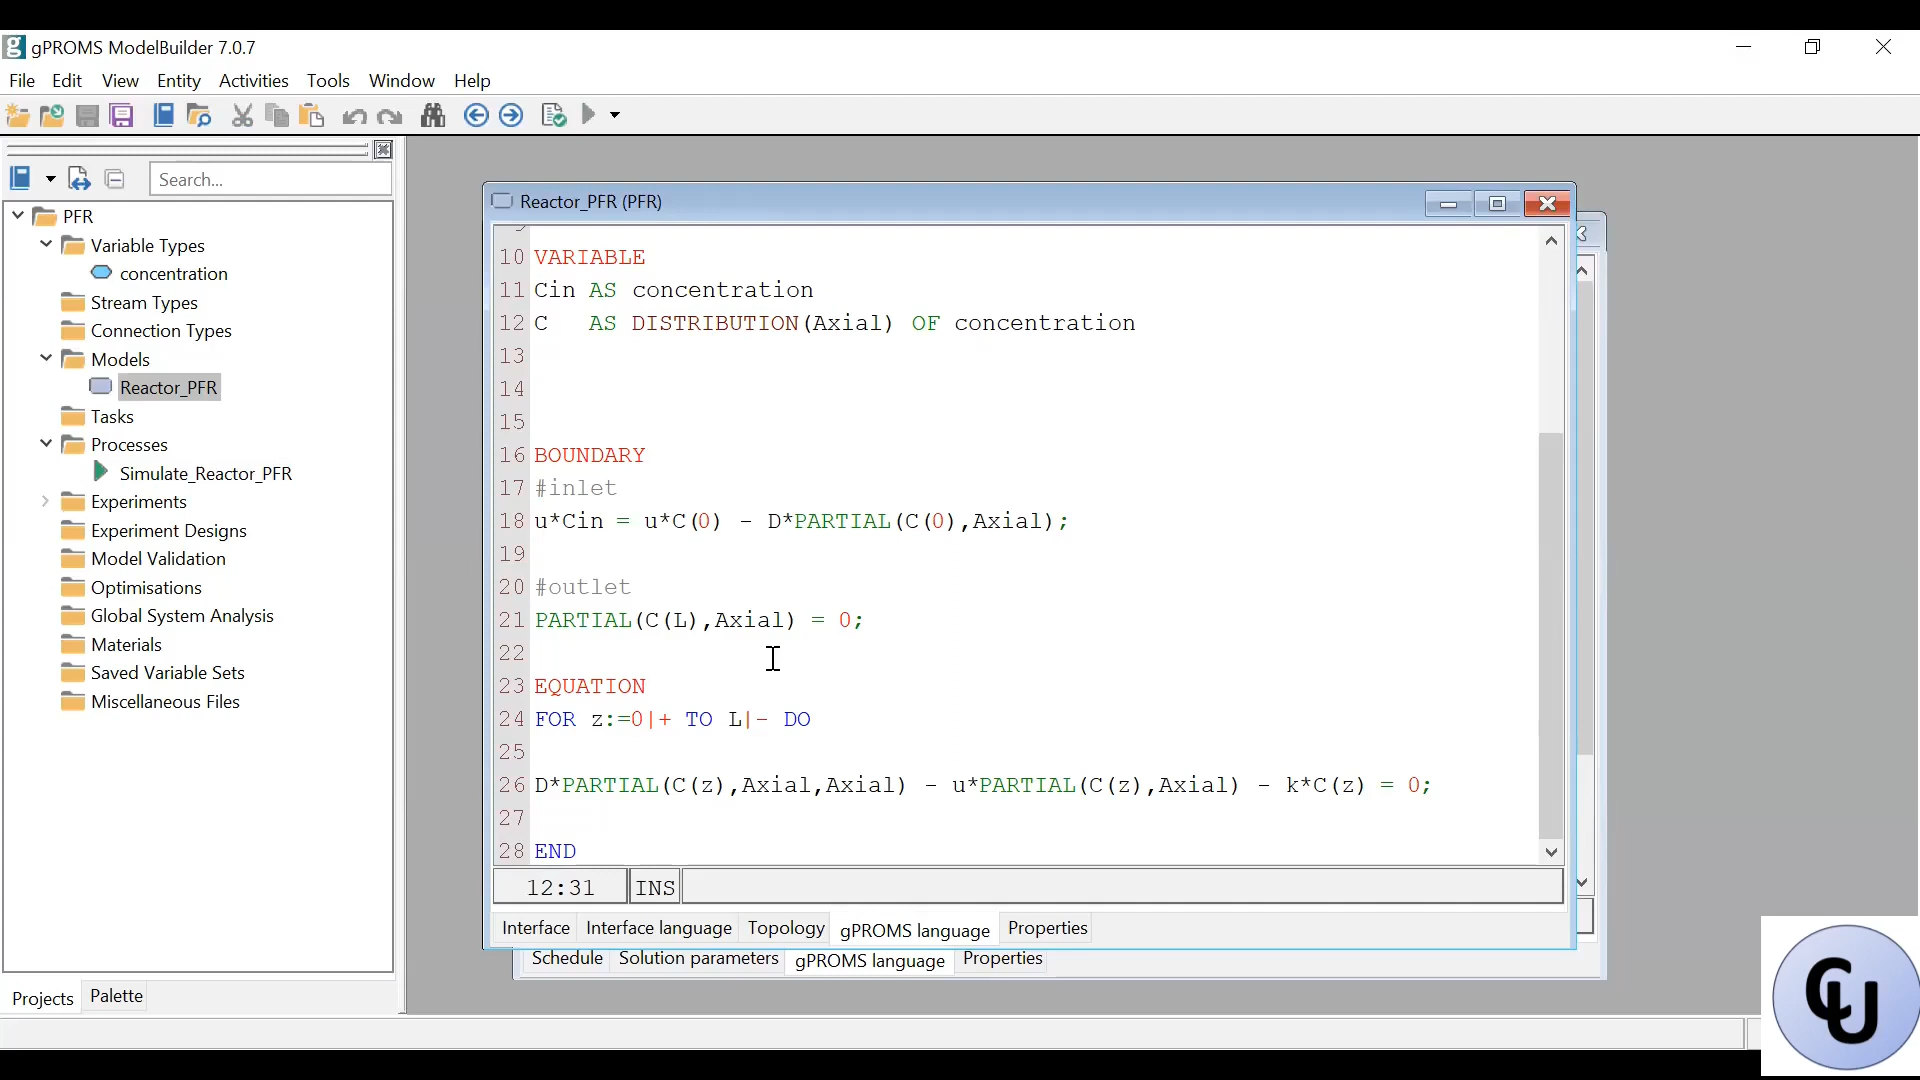 gPROMS ModelBuilder 7.0.7
File Edit View Entity Activities Tools Window Help
Search...
PFR
Variable Types
concentration
Stream Types
Connection Types
Models
Reactor_PFR
Tasks
Processes
Simulate_Reactor_PFR
Experiments
Experiment Designs
Model Validation
Optimisations
Global System Analysis
Materials
Saved Variable Sets
Miscellaneous Files
Projects Palette
Reactor_PFR (PFR)
10 VARIABLE
11 Cin AS concentration
12 C AS DISTRIBUTION(Axial) OF concentration
13
14
15
16 BOUNDARY
17 #inlet
18 u*Cin = u*C(0) - D*PARTIAL(C(0),Axial);
19
20 #outlet
21 PARTIAL(C(L),Axial) = 0;
22
23 EQUATION
24 FOR z:=0|+ TO L|- DO
25
26 D*PARTIAL(C(z),Axial,Axial) - u*PARTIAL(C(z),Axial) - k*C(z) = 0;
27
28 END
12:31 INS
Interface Interface language Topology gPROMS language Properties
Schedule Solution parameters gPROMS language Properties
CU